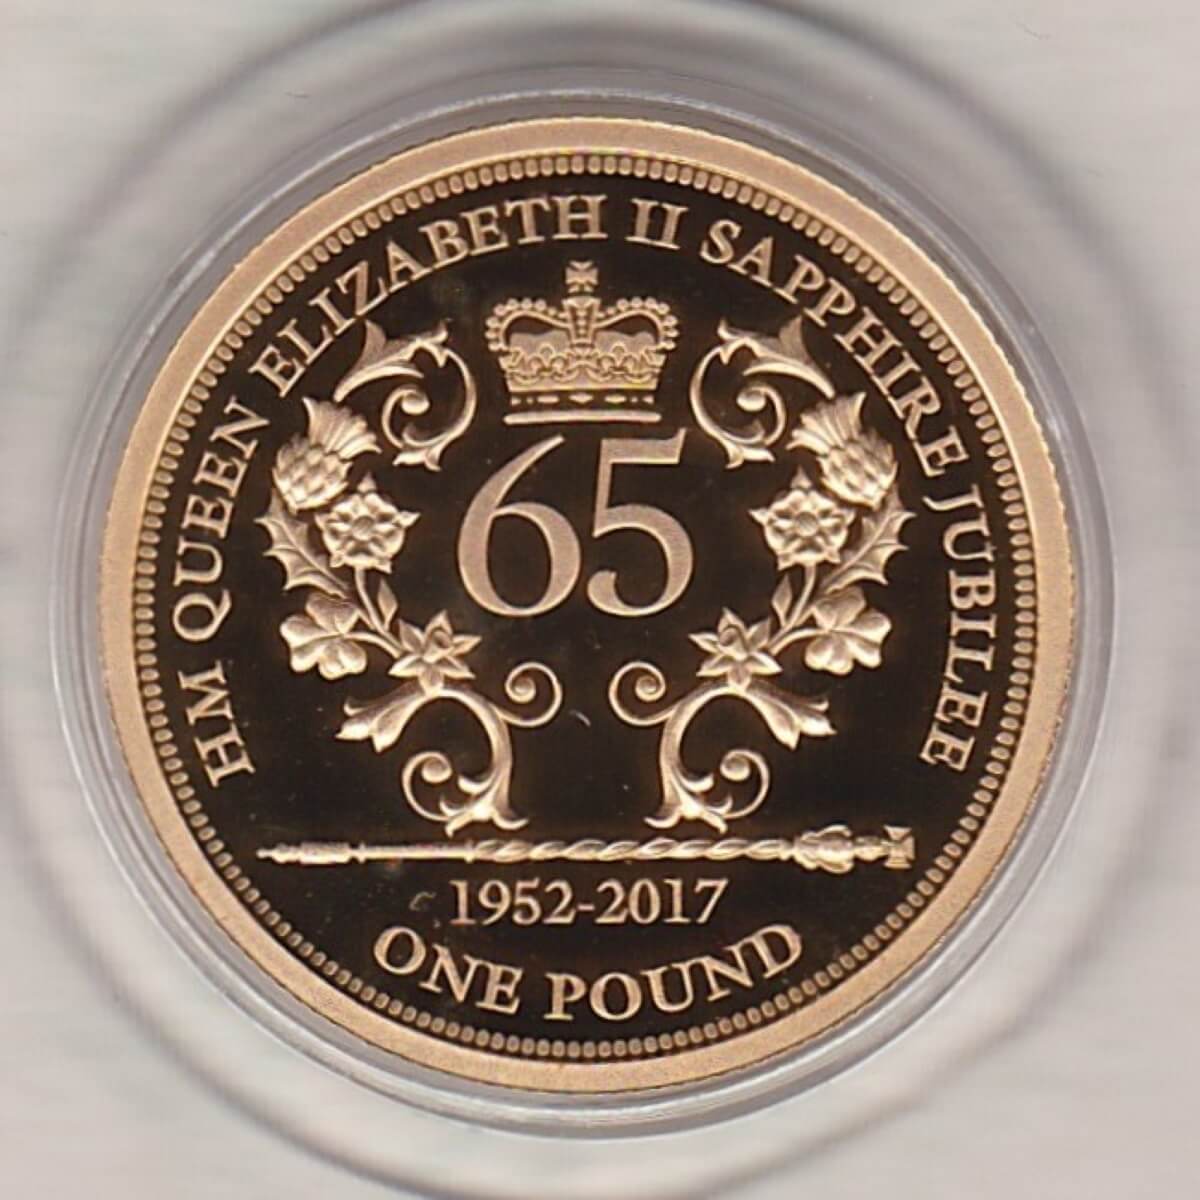 HM QUEEN ELIZABETH II SAPPHIRE JUBILEE
65
1952-2017
ONE POUND